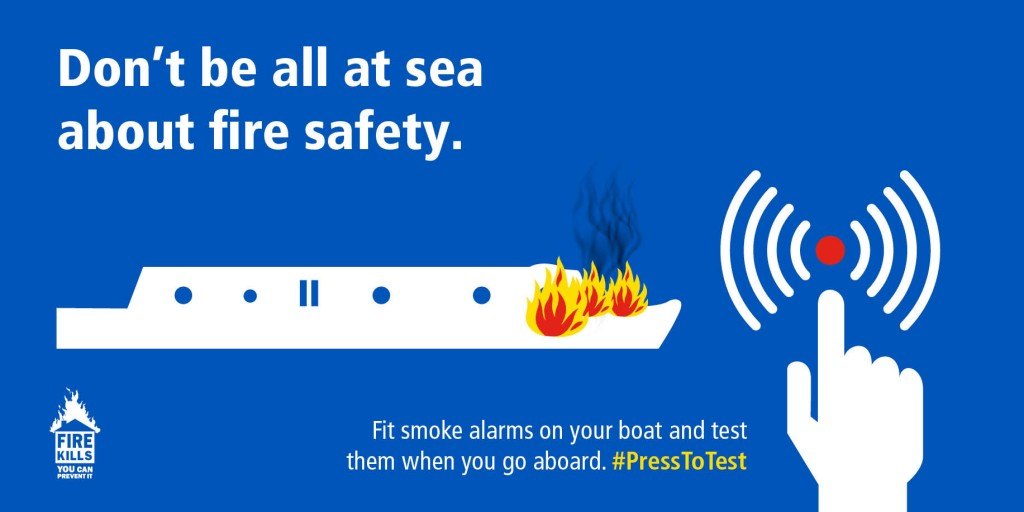 Don’t be all at sea
about fire safety.
FIRE
KILLS
YOU CAN
PREVENT IT
Fit smoke alarms on your boat and test
them when you go aboard. #PressToTest